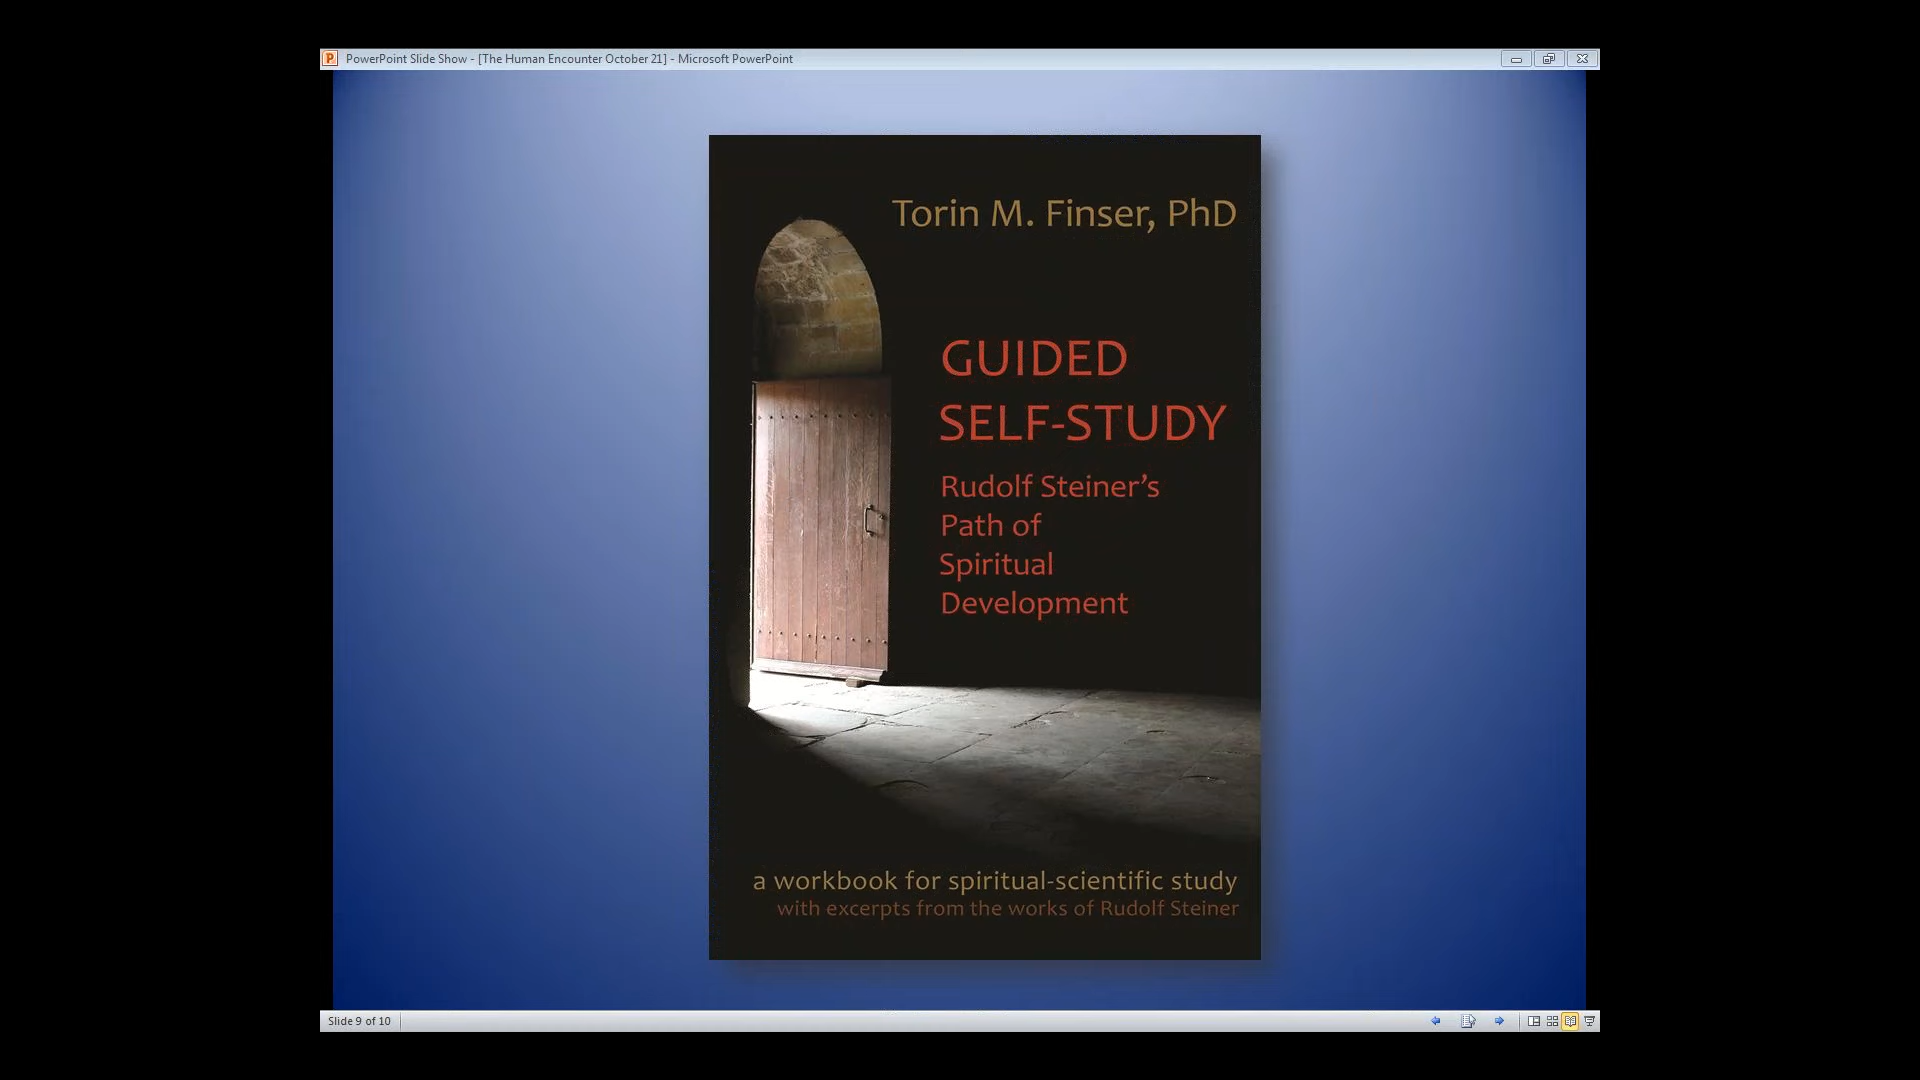 PowerPoint Slide Show - [The Human Encounter October 21] - Microsoft PowerPoint
Torin M. Finser, PhD
GUIDED
SELF-STUDY
Rudolf Steiner’s
Path of
Spiritual
Development
a workbook for spiritual-scientific study
with excerpts from the works of Rudolf Steiner
Slide 9 of 10